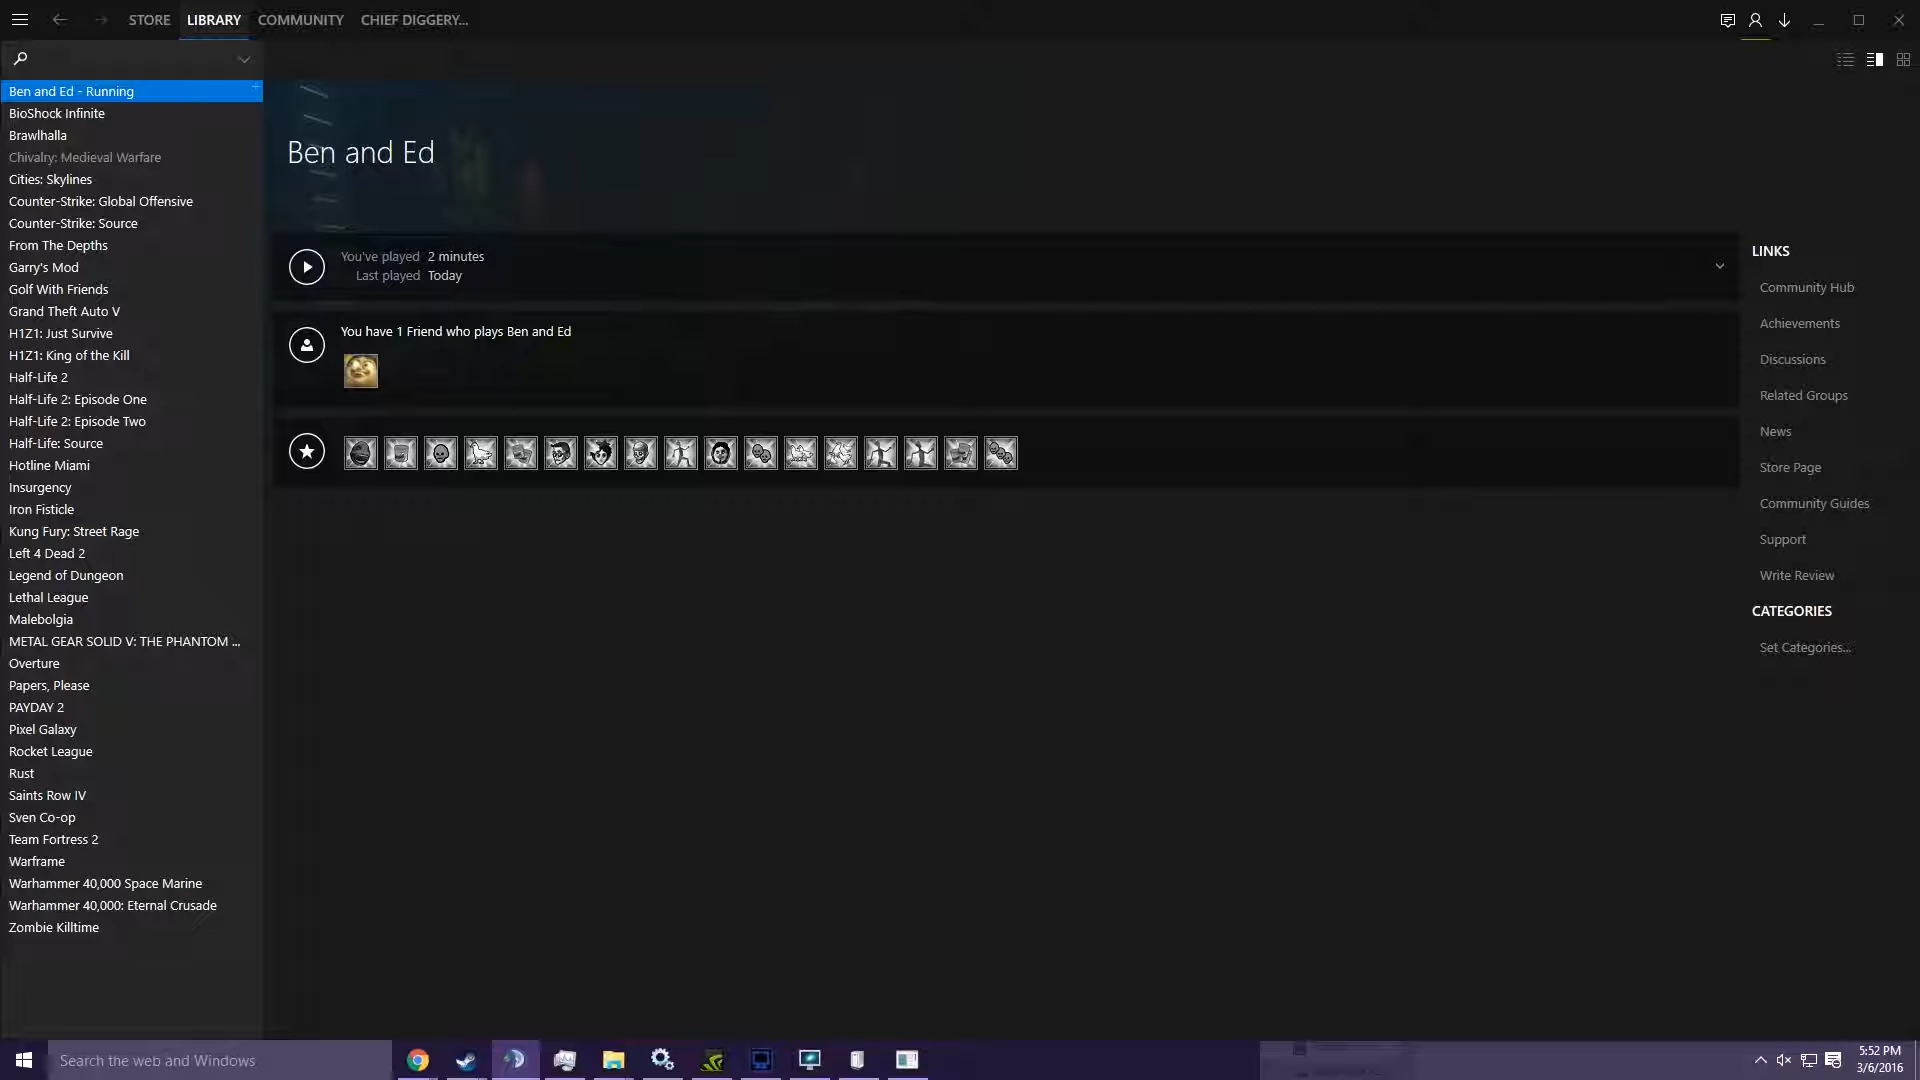 STORE LIBRARY COMMUNITY CHIEF DIGGERY...
Ben and Ed - Running
BioShock Infinite
Brawlhalla
Chivalry: Medieval Warfare
Cities: Skylines
Counter-Strike: Global Offensive
Counter-Strike: Source
From The Depths
Garry's Mod
Golf With Friends
Grand Theft Auto V
H1Z1: Just Survive
H1Z1: King of the Kill
Half-Life 2
Half-Life 2: Episode One
Half-Life 2: Episode Two
Half-Life: Source
Hotline Miami
Insurgency
Iron Fisticle
Kung Fury: Street Rage
Left 4 Dead 2
Legend of Dungeon
Lethal League
Malebolgia
METAL GEAR SOLID V: THE PHANTOM ...
Overture
Papers, Please
PAYDAY 2
Pixel Galaxy
Rocket League
Rust
Saints Row IV
Sven Co-op
Team Fortress 2
Warframe
Warhammer 40,000 Space Marine
Warhammer 40,000: Eternal Crusade
Zombie Killtime
Ben and Ed
You've played 2 minutes
Last played Today
You have 1 Friend who plays Ben and Ed
LINKS
Community Hub
Achievements
Discussions
Related Groups
News
Store Page
Community Guides
Support
Write Review
CATEGORIES
Set Categories...
Search the web and Windows
5:52 PM
3/6/2016